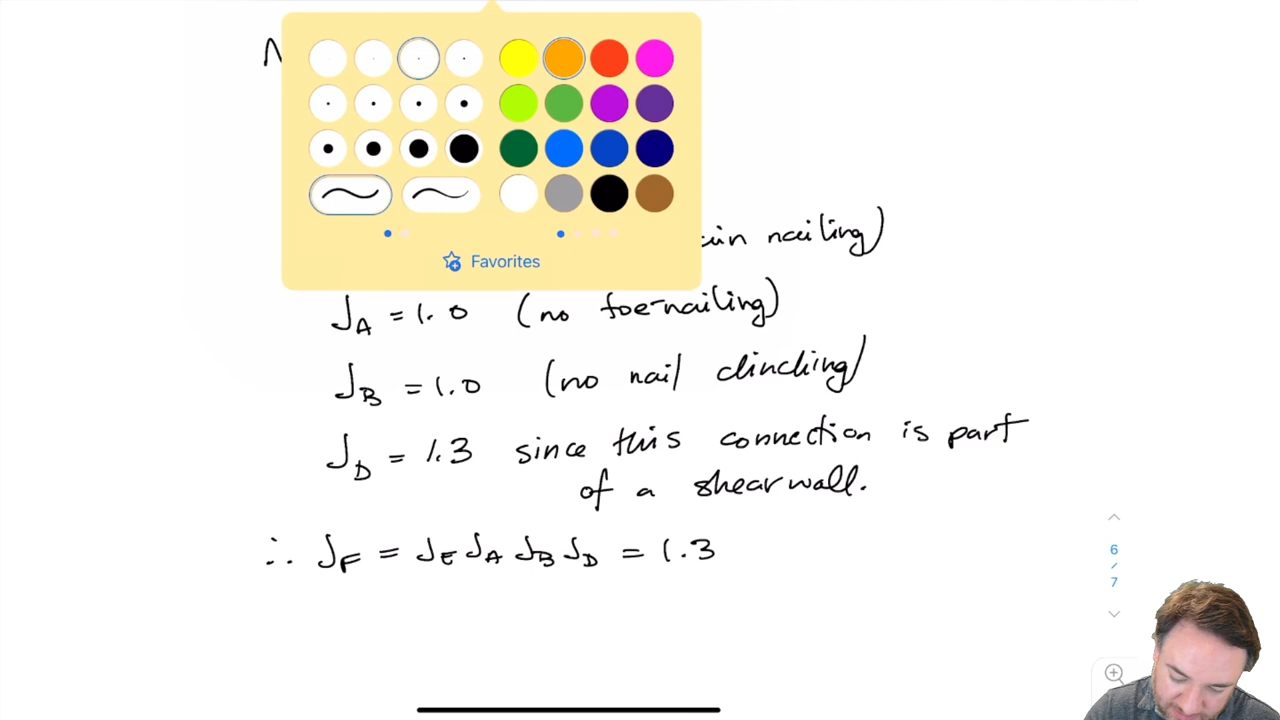 Favorites
nailing)
J_A = 1.0 (no toe-nailing)
J_B = 1.0 (no nail clinching)
J_D = 1.3 since this connection is part
of a shearwall.
∴ J_F = J_E J_A J_B J_D = 1.3
6
/
7